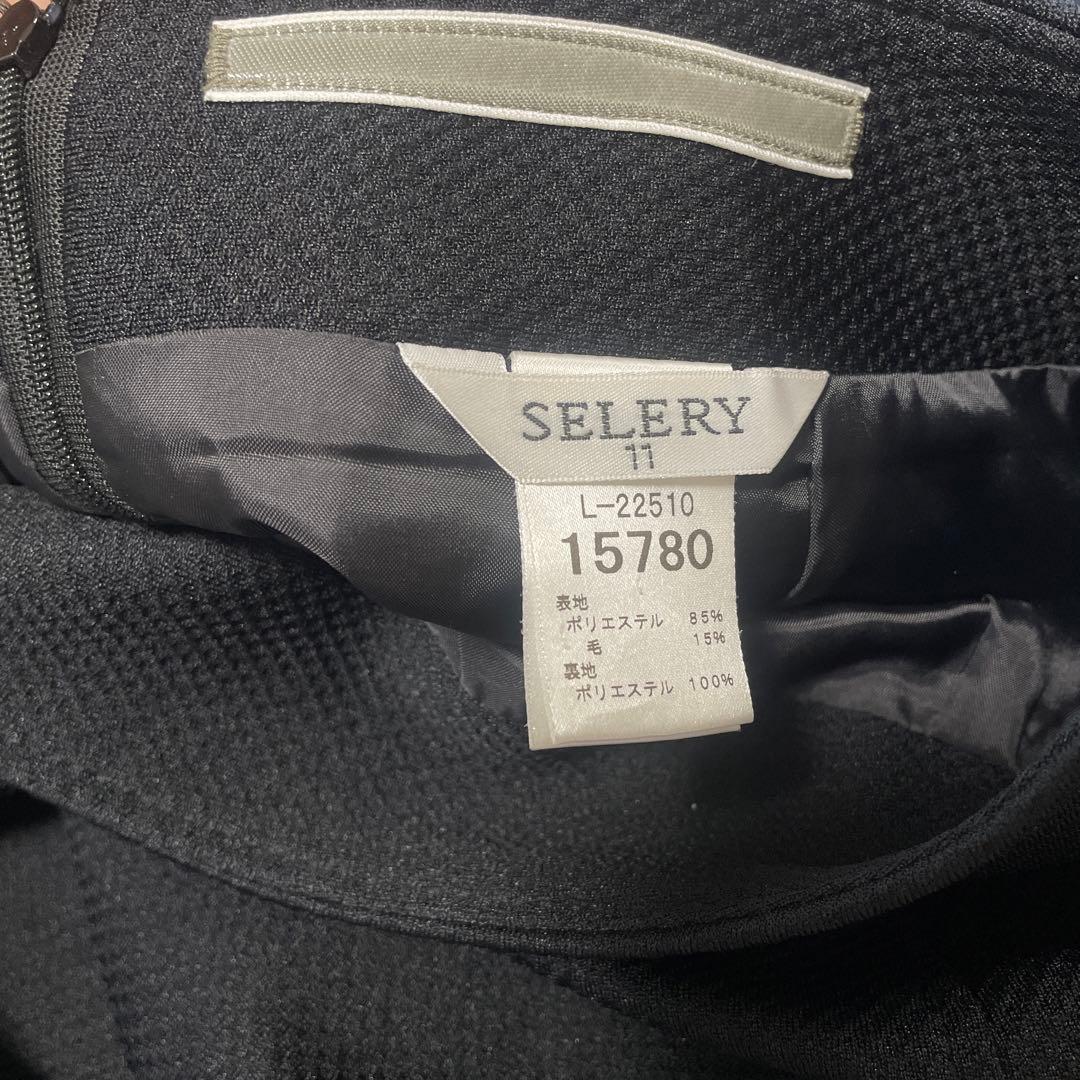 SELERY
11
L-22510
15780
表地
ポリエステル 85%
毛 15%
裏地
ポリエステル 100%